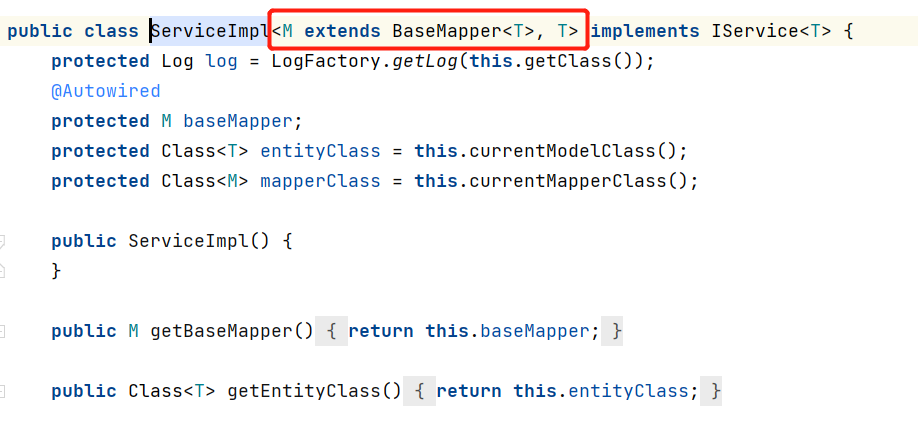 public class ServiceImpl<M extends BaseMapper<T>, T> implements IService<T> {
protected Log log = LogFactory.getLog(this.getClass());
@Autowired
protected M baseMapper;
protected Class<T> entityClass = this.currentModelClass();
protected Class<M> mapperClass = this.currentMapperClass();
public ServiceImpl() {
}
public M getBaseMapper() { return this.baseMapper; }
public Class<T> getEntityClass() { return this.entityClass; }